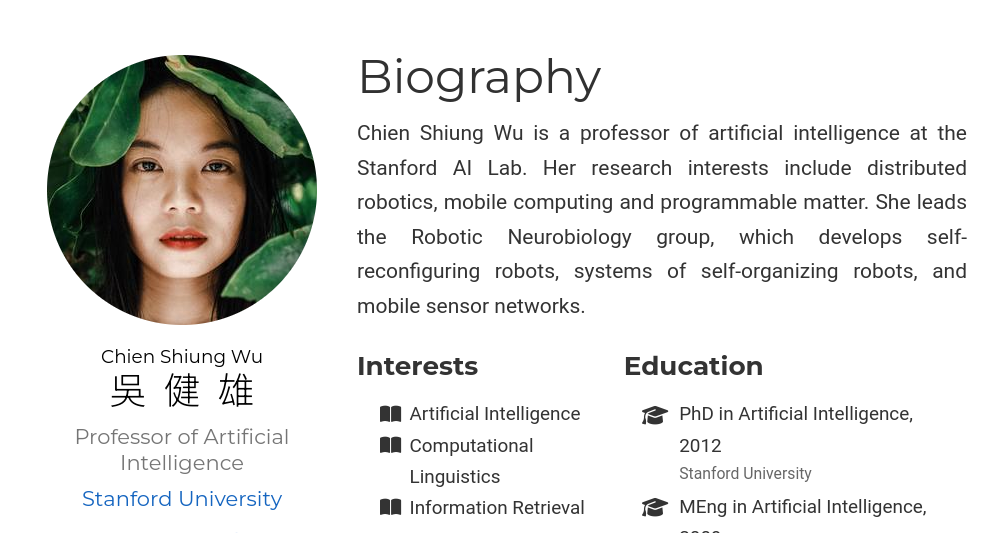 Biography
Chien Shiung Wu is a professor of artificial intelligence at the
Stanford AI Lab. Her research interests include distributed
robotics, mobile computing and programmable matter. She leads
the Robotic Neurobiology group, which develops self-
reconfiguring robots, systems of self-organizing robots, and
mobile sensor networks.
Chien Shiung Wu
吳 健 雄
Professor of Artificial
Intelligence
Stanford University
Interests
Artificial Intelligence
Computational
Linguistics
Information Retrieval
Education
PhD in Artificial Intelligence,
2012
Stanford University
MEng in Artificial Intelligence,